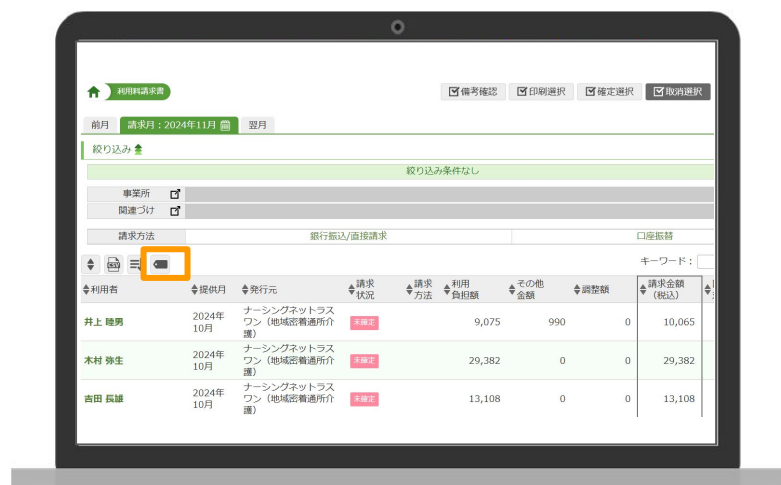 利用料請求書
備考確認 印刷選択 確定選択 取消選択
前月 請求月：2024年11月 翌月
絞り込み
絞り込み条件なし
事業所
関連づけ
請求方法 銀行振込/直接請求 口座振替
CSV キーワード：
利用者 提供月 発行元 請求状況 請求方法 利用負担額 その他金額 調整額 請求金額（税込）
井上 睦男 2024年10月 ナーシングネットラスワン（地域密着通所介護） 未確定 9,075 990 0 10,065
木村 弥生 2024年10月 ナーシングネットラスワン（地域密着通所介護） 未確定 29,382 0 0 29,382
吉田 長雄 2024年10月 ナーシングネットラスワン（地域密着通所介護） 未確定 13,108 0 0 13,108